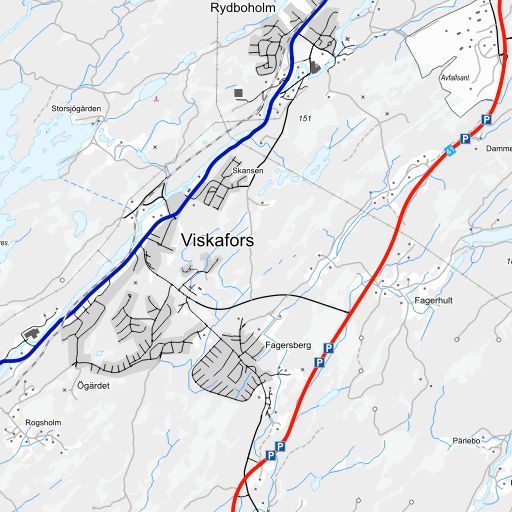 Rydboholm
Avfallsanl.
Storsjögården
151
P
P
Damme
Skansen
Viskafors
res.
Fagerhult
Fagersberg
P
P
Ögärdet
Rogsholm
Pärlebo
P
P